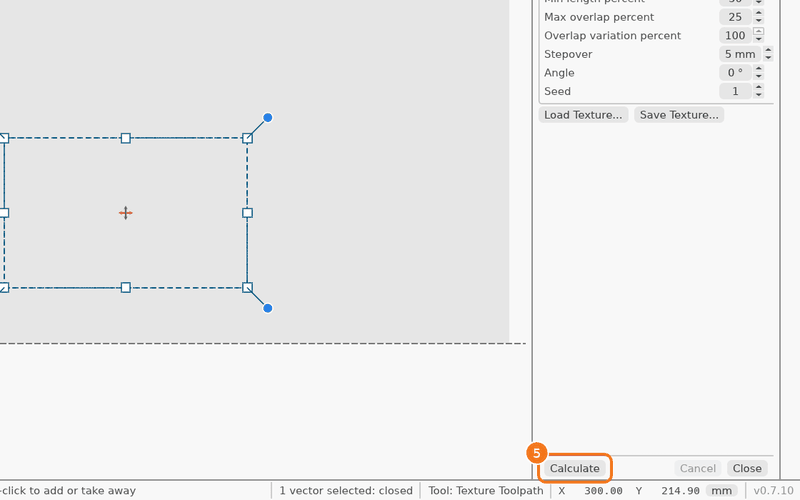 Max overlap percent 25
Overlap variation percent 100
Stepover 5 mm
Angle 0 °
Seed 1
Load Texture... Save Texture...
5
Calculate Cancel Close
-click to add or take away 1 vector selected: closed Tool: Texture Toolpath X 300.00 Y 214.90 mm v0.7.10